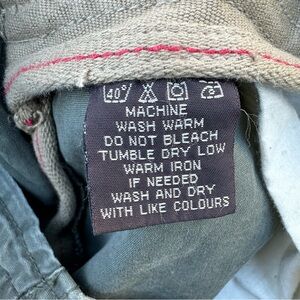 40°
MACHINE
WASH WARM
DO NOT BLEACH
TUMBLE DRY LOW
WARM IRON
IF NEEDED
WASH AND DRY
WITH LIKE COLOURS